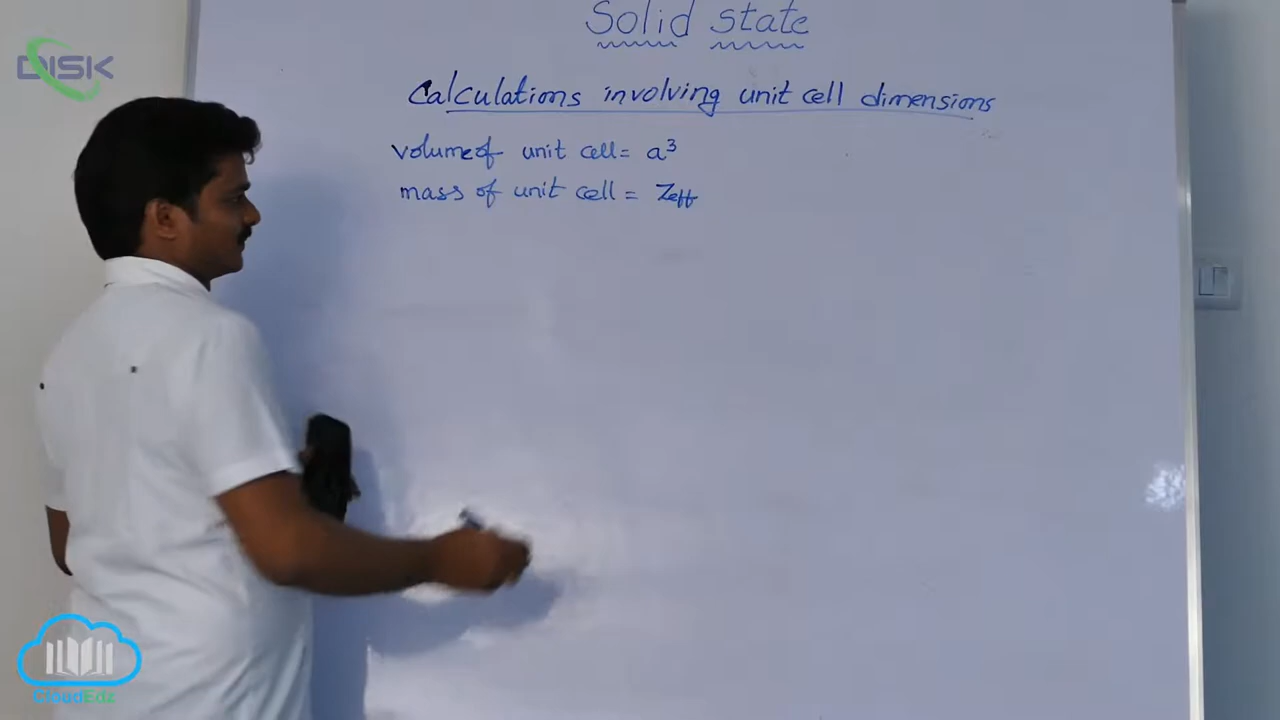 Solid state
DISK
Calculations involving unit cell dimensions
volume of unit cell = a³
mass of unit cell = Zeff
CloudEdz